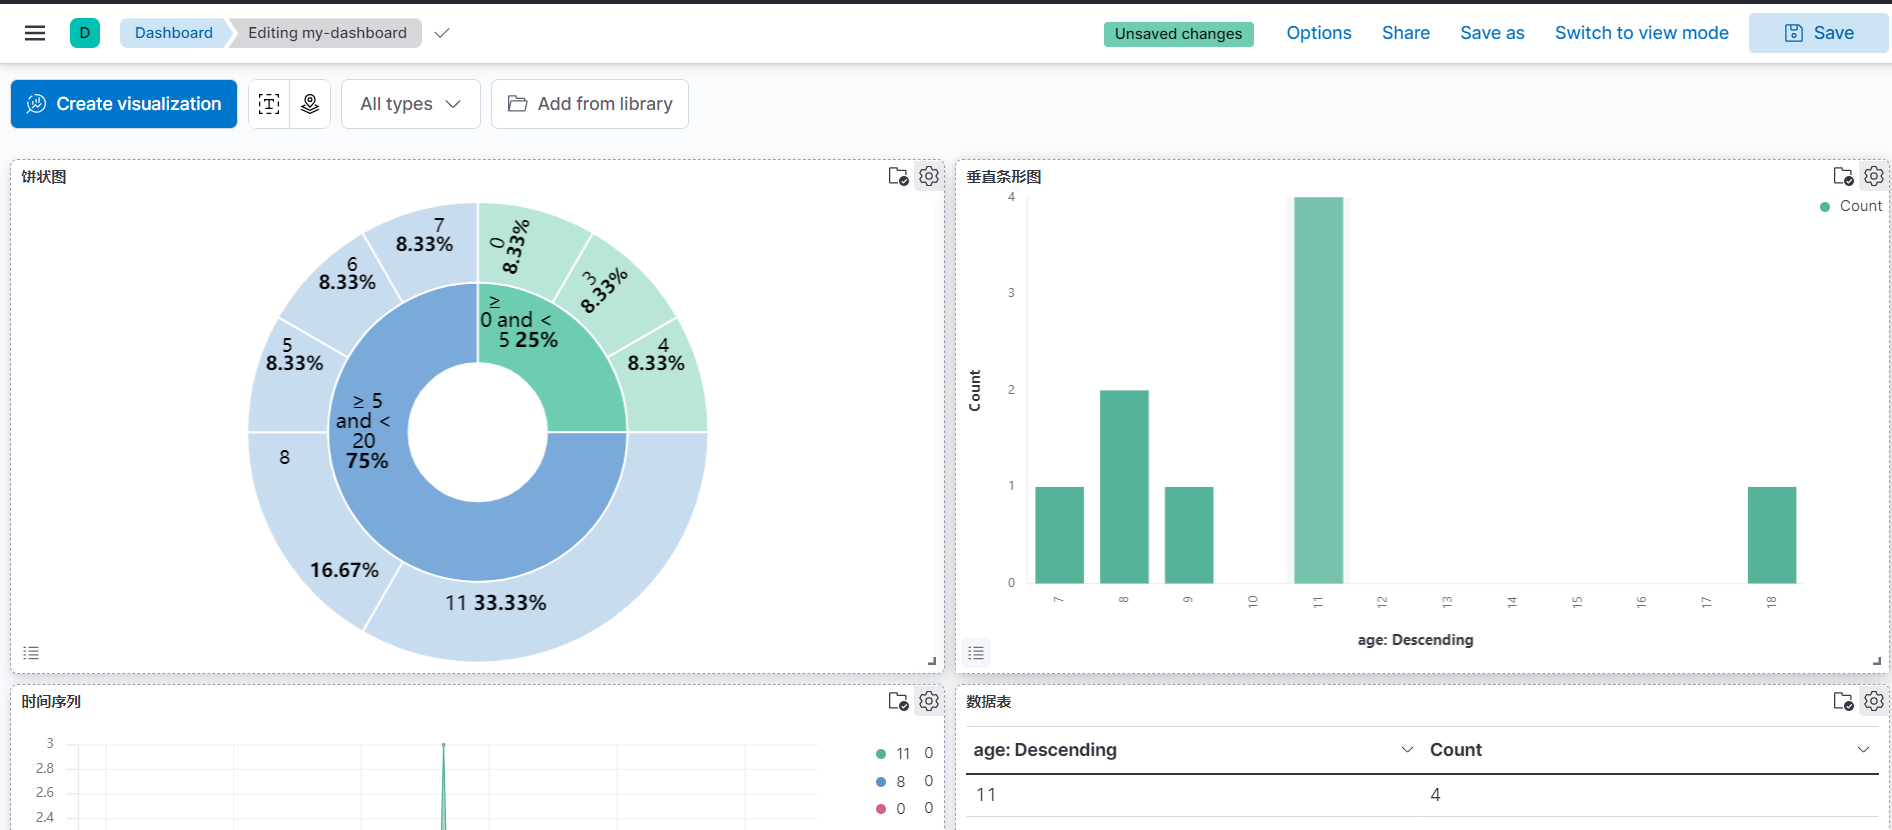 D Dashboard Editing my-dashboard Unsaved changes Options Share Save as Switch to view mode Save
Create visualization All types Add from library
饼状图
7
8.33%
0
8.33%
6
8.33%
3
8.33%
5
8.33%
4
8.33%
≥
0 and <
5 25%
≥ 5
and <
20
75%
8
16.67%
11 33.33%
垂直条形图
Count
4
3
2
1
0
Count
7 8 9 10 11 12 13 14 15 16 17 18
age: Descending
时间序列
3
2.8
2.6
2.4
11 0
8 0
0 0
数据表
age: Descending Count
11 4